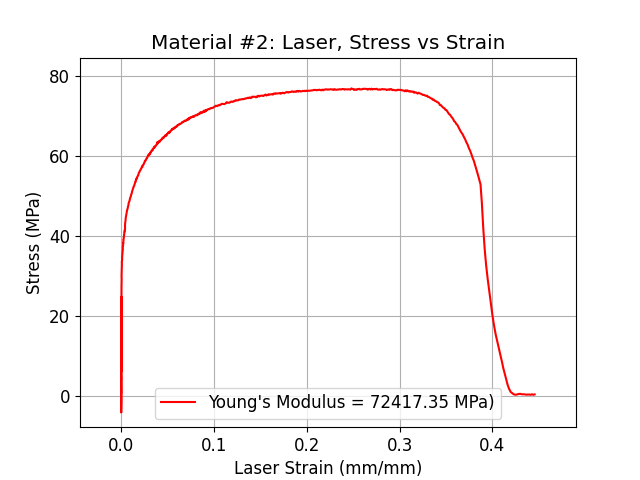 Material #2: Laser, Stress vs Strain
80
60
40
20
0
Stress (MPa)
Young's Modulus = 72417.35 MPa)
0.0 0.1 0.2 0.3 0.4
Laser Strain (mm/mm)